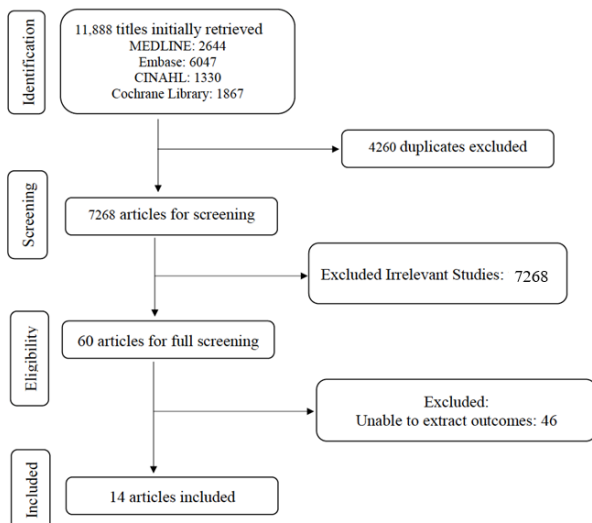 Identification
11,888 titles initially retrieved
MEDLINE: 2644
Embase: 6047
CINAHL: 1330
Cochrane Library: 1867
4260 duplicates excluded
Screening
7268 articles for screening
Excluded Irrelevant Studies: 7268
Eligibility
60 articles for full screening
Excluded:
Unable to extract outcomes: 46
Included
14 articles included